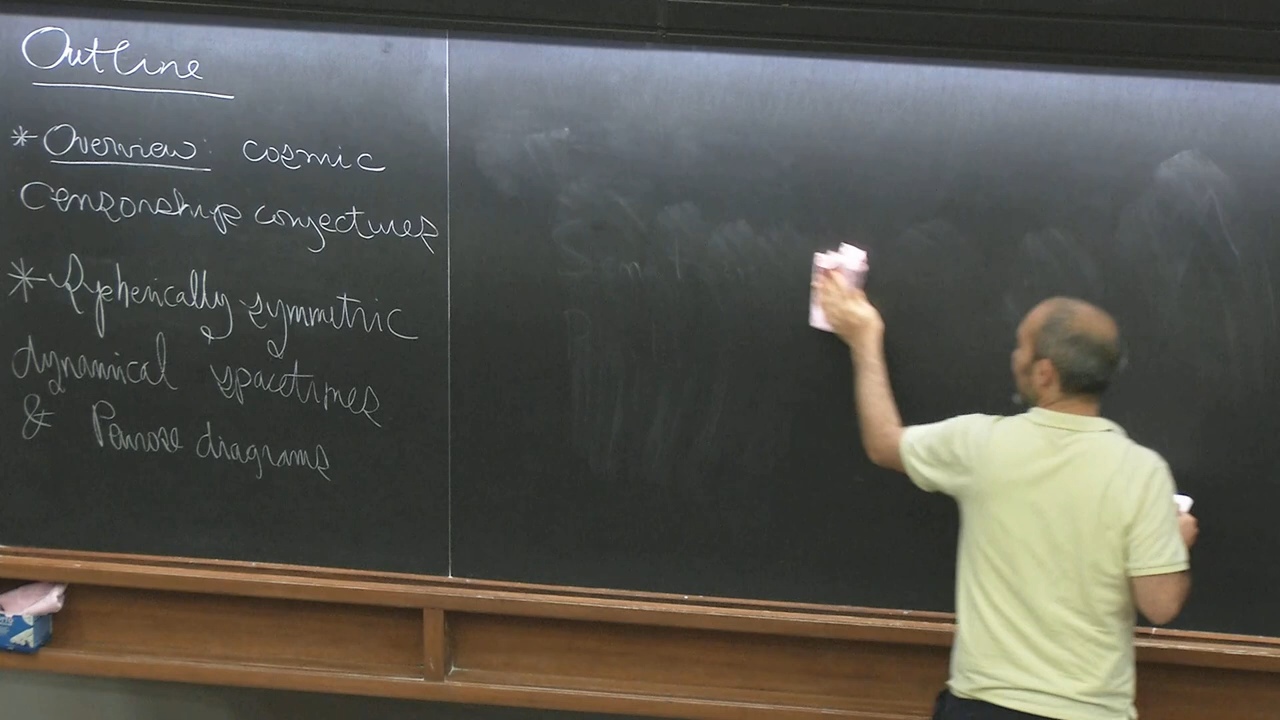 Outline
* Overview: cosmic
censorship conjectures
* Spherically symmetric
dynamical spacetimes
& Penrose diagrams